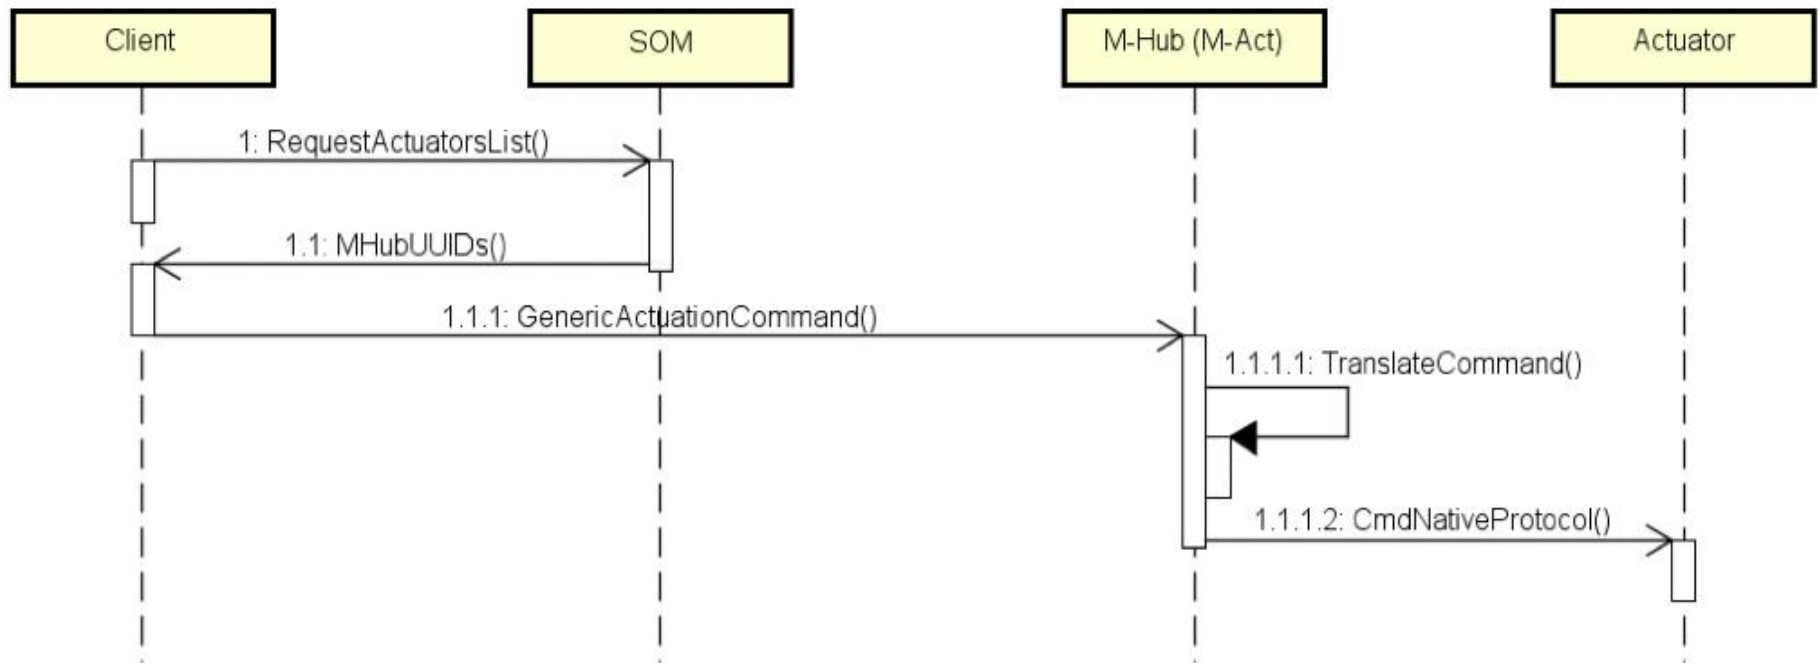 Client
SOM
M-Hub (M-Act)
Actuator
1: RequestActuatorsList()
1.1: MHubUUIDs()
1.1.1: GenericActuationCommand()
1.1.1.1: TranslateCommand()
1.1.1.2: CmdNativeProtocol()